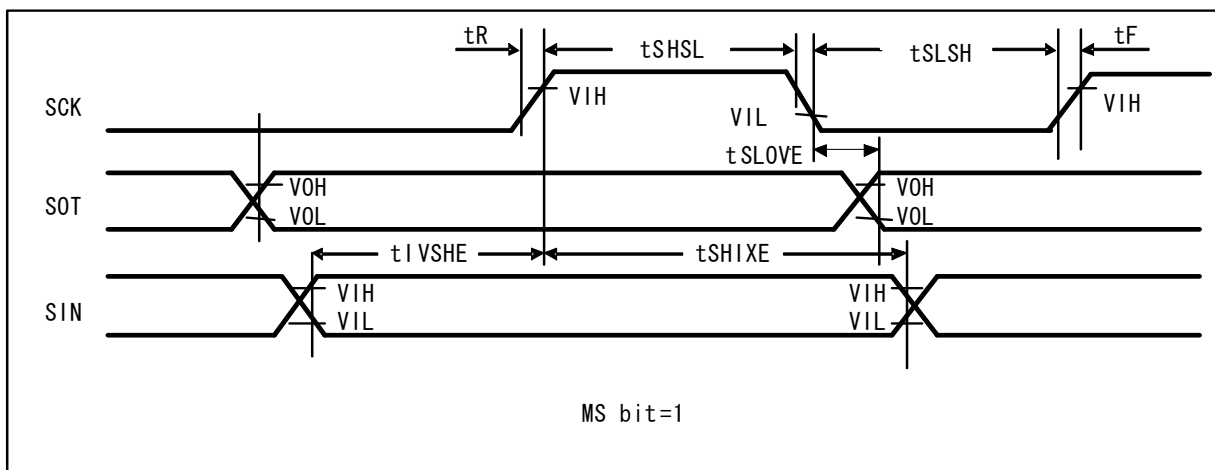 tR tSHSL tSLSH tF
SCK VIH VIL VIH
tSLOVE
SOT VOH VOH
VOL VOL
tIVSHE tSHIXE
SIN VIH VIH
VIL VIL
MS bit=1